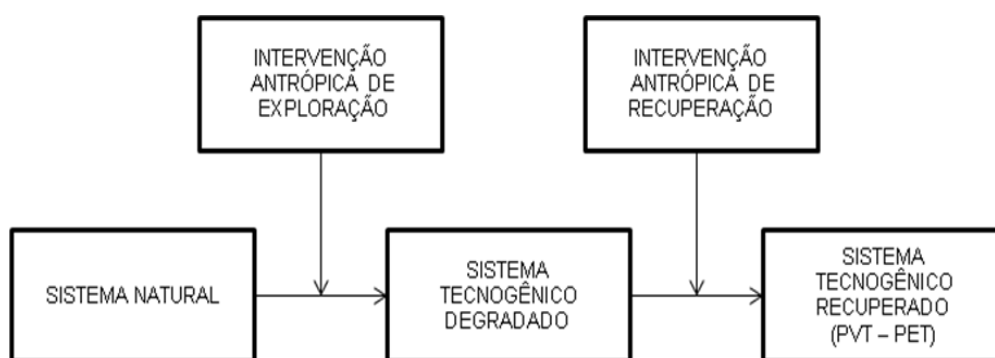 INTERVENÇÃO
ANTRÓPICA DE
EXPLORAÇÃO
INTERVENÇÃO
ANTRÓPICA DE
RECUPERAÇÃO
SISTEMA NATURAL
SISTEMA
TECNOGÊNICO
DEGRADADO
SISTEMA
TECNOGÊNICO
RECUPERADO
(PVT – PET)